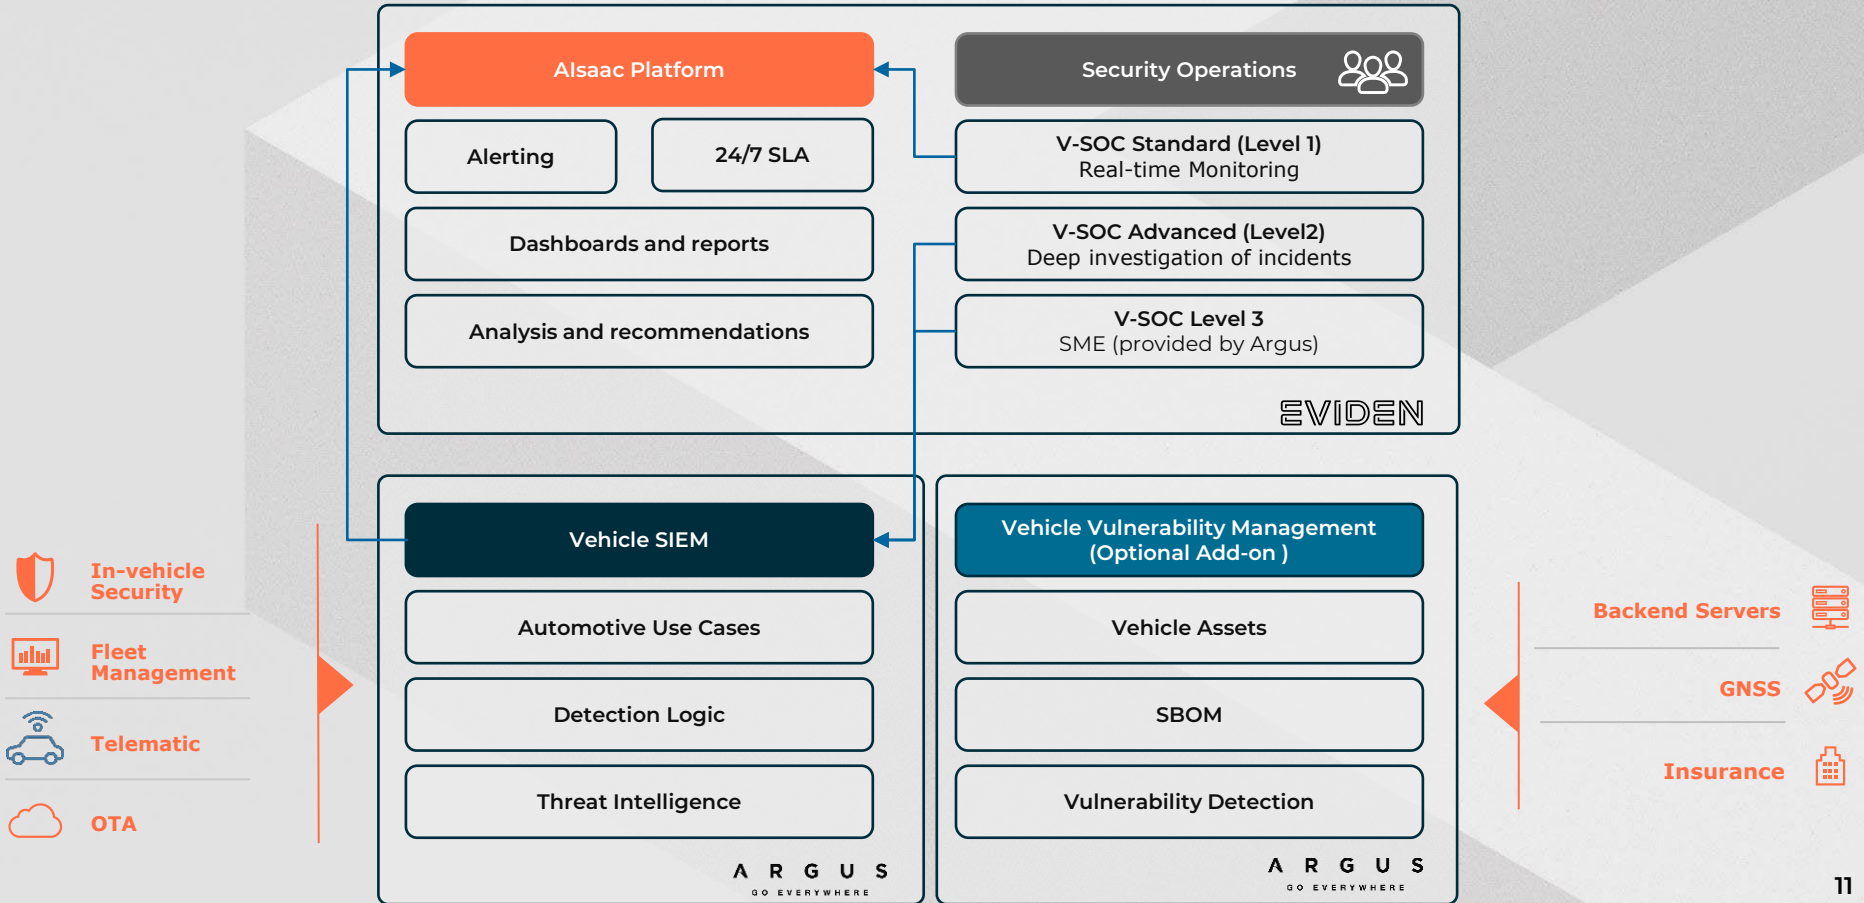 AIsaac Platform
Alerting
24/7 SLA
Dashboards and reports
Analysis and recommendations
Security Operations
V-SOC Standard (Level 1)
Real-time Monitoring
V-SOC Advanced (Level2)
Deep investigation of incidents
V-SOC Level 3
SME (provided by Argus)
EVIDEN
In-vehicle
Security
Fleet
Management
Telematic
OTA
Vehicle SIEM
Automotive Use Cases
Detection Logic
Threat Intelligence
ARGUS
GO EVERYWHERE
Vehicle Vulnerability Management
(Optional Add-on )
Vehicle Assets
SBOM
Vulnerability Detection
ARGUS
GO EVERYWHERE
Backend Servers
GNSS
Insurance
11